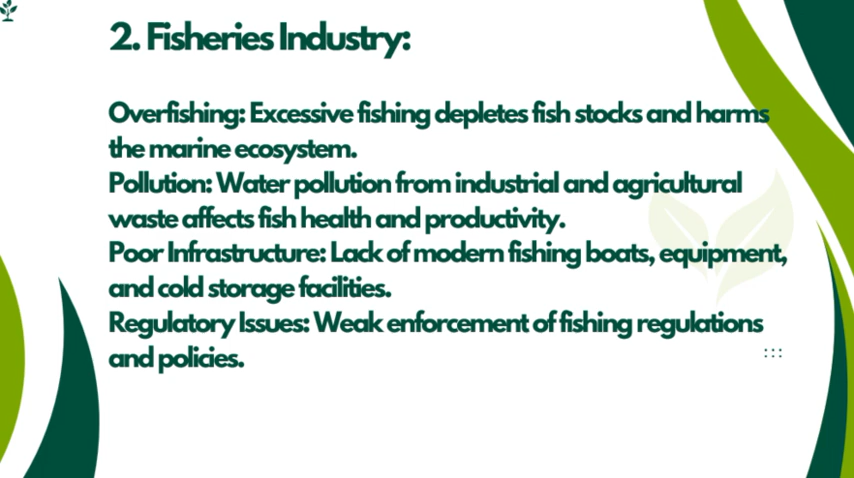 2. Fisheries Industry:
Overfishing: Excessive fishing depletes fish stocks and harms
the marine ecosystem.
Pollution: Water pollution from industrial and agricultural
waste affects fish health and productivity.
Poor Infrastructure: Lack of modern fishing boats, equipment,
and cold storage facilities.
Regulatory Issues: Weak enforcement of fishing regulations
and policies.